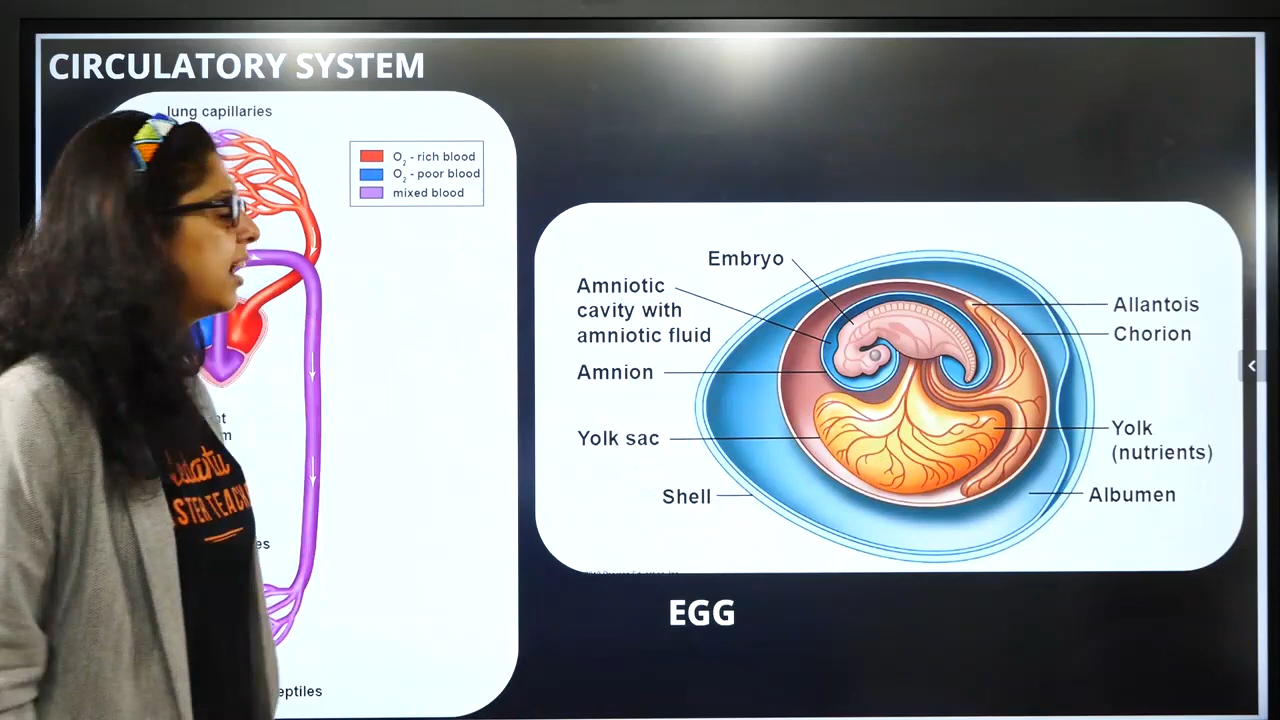 CIRCULATORY SYSTEM
lung capillaries
O2 - rich blood
O2 - poor blood
mixed blood
Embryo
Amniotic
cavity with
amniotic fluid
Amnion
Yolk sac
Shell
Allantois
Chorion
Yolk
(nutrients)
Albumen
EGG